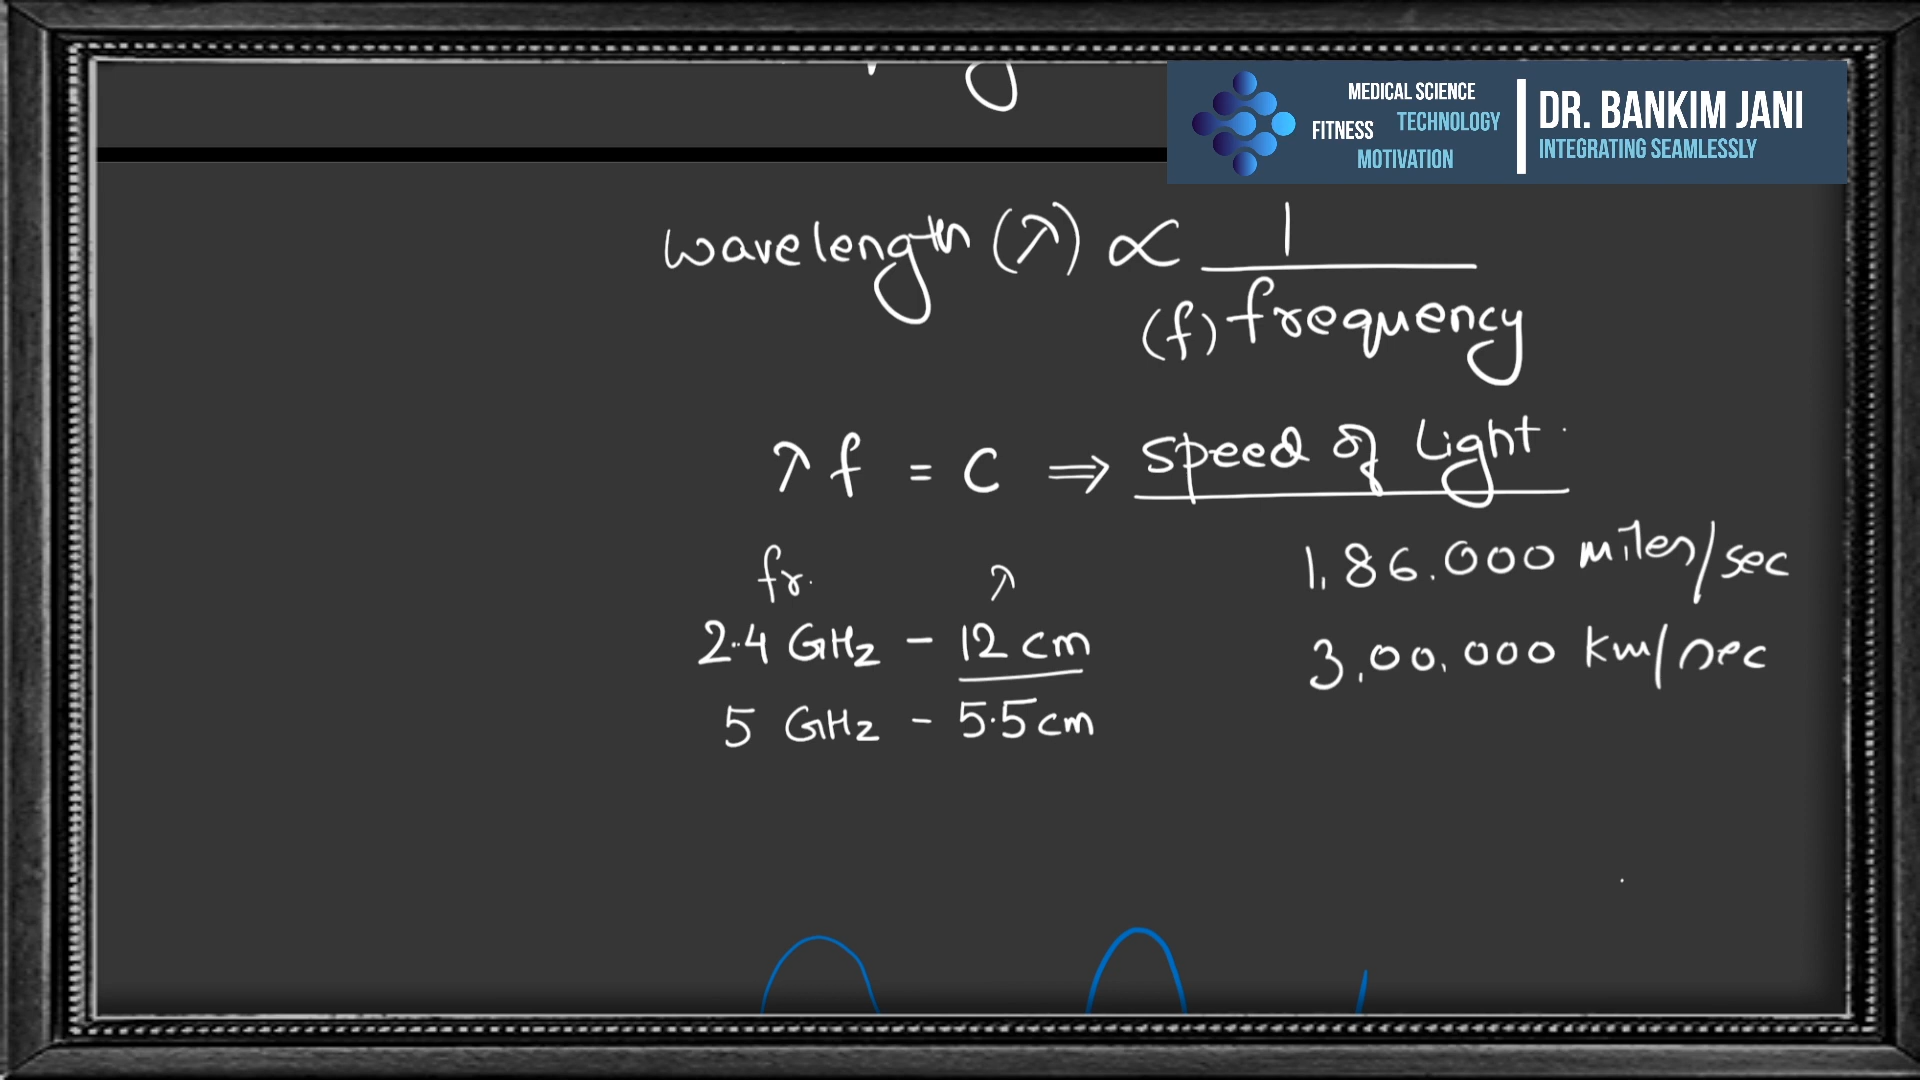 MEDICAL SCIENCE
FITNESS TECHNOLOGY
MOTIVATION
DR. BANKIM JANI
INTEGRATING SEAMLESSLY
wavelength (λ) ∝ 1
(f) frequency
λ f = C ⇒ Speed of Light
fr. λ
1,86.000 miles/sec
2.4 GHz - 12 cm
3,00,000 km/sec
5 GHz - 5.5 cm